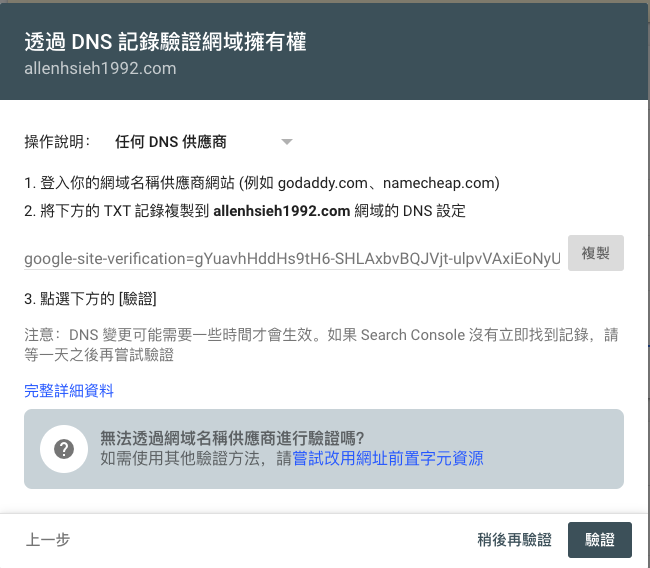 透過 DNS 記錄驗證網域擁有權
allenhsieh1992.com
操作說明： 任何 DNS 供應商
1. 登入你的網域名稱供應商網站 (例如 godaddy.com、namecheap.com)
2. 將下方的 TXT 記錄複製到 allenhsieh1992.com 網域的 DNS 設定
google-site-verification=gYuavhHddHs9tH6-SHLAxbvBQJVjt-ulpvVAxiEoNyU 複製
3. 點選下方的 [驗證]
注意：DNS 變更可能需要一些時間才會生效。如果 Search Console 沒有立即找到記錄，請
等一天之後再嘗試驗證
完整詳細資料
無法透過網域名稱供應商進行驗證嗎?
如需使用其他驗證方法，請嘗試改用網址前置字元資源
上一步 稍後再驗證 驗證